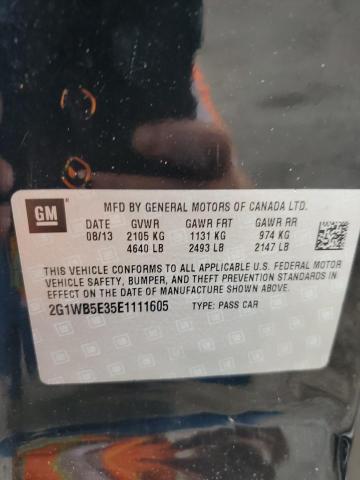 GM
MFD BY GENERAL MOTORS OF CANADA LTD.
DATE GVWR GAWR FRT GAWR RR
08/13 2105 KG 1131 KG 974 KG
4640 LB 2493 LB 2147 LB
THIS VEHICLE CONFORMS TO ALL APPLICABLE U.S. FEDERAL MOTOR
VEHICLE SAFETY, BUMPER, AND THEFT PREVENTION STANDARDS IN
EFFECT ON THE DATE OF MANUFACTURE SHOWN ABOVE.
2G1WB5E35E1111605 TYPE: PASS CAR